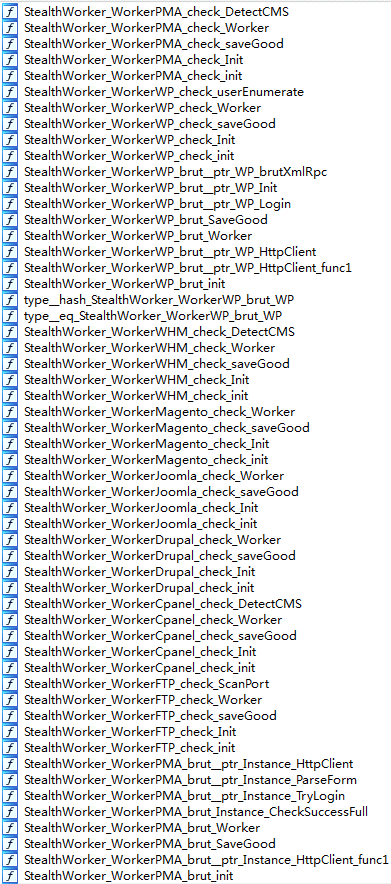 StealthWorker_WorkerPMA_check_DetectCMS
StealthWorker_WorkerPMA_check_Worker
StealthWorker_WorkerPMA_check_saveGood
StealthWorker_WorkerPMA_check_Init
StealthWorker_WorkerPMA_check_init
StealthWorker_WorkerWP_check_userEnumerate
StealthWorker_WorkerWP_check_Worker
StealthWorker_WorkerWP_check_saveGood
StealthWorker_WorkerWP_check_Init
StealthWorker_WorkerWP_check_init
StealthWorker_WorkerWP_brut__ptr_WP_brutXmlRpc
StealthWorker_WorkerWP_brut__ptr_WP_Init
StealthWorker_WorkerWP_brut__ptr_WP_Login
StealthWorker_WorkerWP_brut_SaveGood
StealthWorker_WorkerWP_brut_Worker
StealthWorker_WorkerWP_brut__ptr_WP_HttpClient
StealthWorker_WorkerWP_brut__ptr_WP_HttpClient_func1
StealthWorker_WorkerWP_brut_init
type__hash_StealthWorker_WorkerWP_brut_WP
type__eq_StealthWorker_WorkerWP_brut_WP
StealthWorker_WorkerWHM_check_DetectCMS
StealthWorker_WorkerWHM_check_Worker
StealthWorker_WorkerWHM_check_saveGood
StealthWorker_WorkerWHM_check_Init
StealthWorker_WorkerWHM_check_init
StealthWorker_WorkerMagento_check_Worker
StealthWorker_WorkerMagento_check_saveGood
StealthWorker_WorkerMagento_check_Init
StealthWorker_WorkerMagento_check_init
StealthWorker_WorkerJoomla_check_Worker
StealthWorker_WorkerJoomla_check_saveGood
StealthWorker_WorkerJoomla_check_Init
StealthWorker_WorkerJoomla_check_init
StealthWorker_WorkerDrupal_check_Worker
StealthWorker_WorkerDrupal_check_saveGood
StealthWorker_WorkerDrupal_check_Init
StealthWorker_WorkerDrupal_check_init
StealthWorker_WorkerCpanel_check_DetectCMS
StealthWorker_WorkerCpanel_check_Worker
StealthWorker_WorkerCpanel_check_saveGood
StealthWorker_WorkerCpanel_check_Init
StealthWorker_WorkerCpanel_check_init
StealthWorker_WorkerFTP_check_ScanPort
StealthWorker_WorkerFTP_check_Worker
StealthWorker_WorkerFTP_check_saveGood
StealthWorker_WorkerFTP_check_Init
StealthWorker_WorkerFTP_check_init
StealthWorker_WorkerPMA_brut__ptr_Instance_HttpClient
StealthWorker_WorkerPMA_brut__ptr_Instance_ParseForm
StealthWorker_WorkerPMA_brut__ptr_Instance_TryLogin
StealthWorker_WorkerPMA_brut_Instance_CheckSuccessFull
StealthWorker_WorkerPMA_brut_Worker
StealthWorker_WorkerPMA_brut_SaveGood
StealthWorker_WorkerPMA_brut__ptr_Instance_HttpClient_func1
StealthWorker_WorkerPMA_brut_init